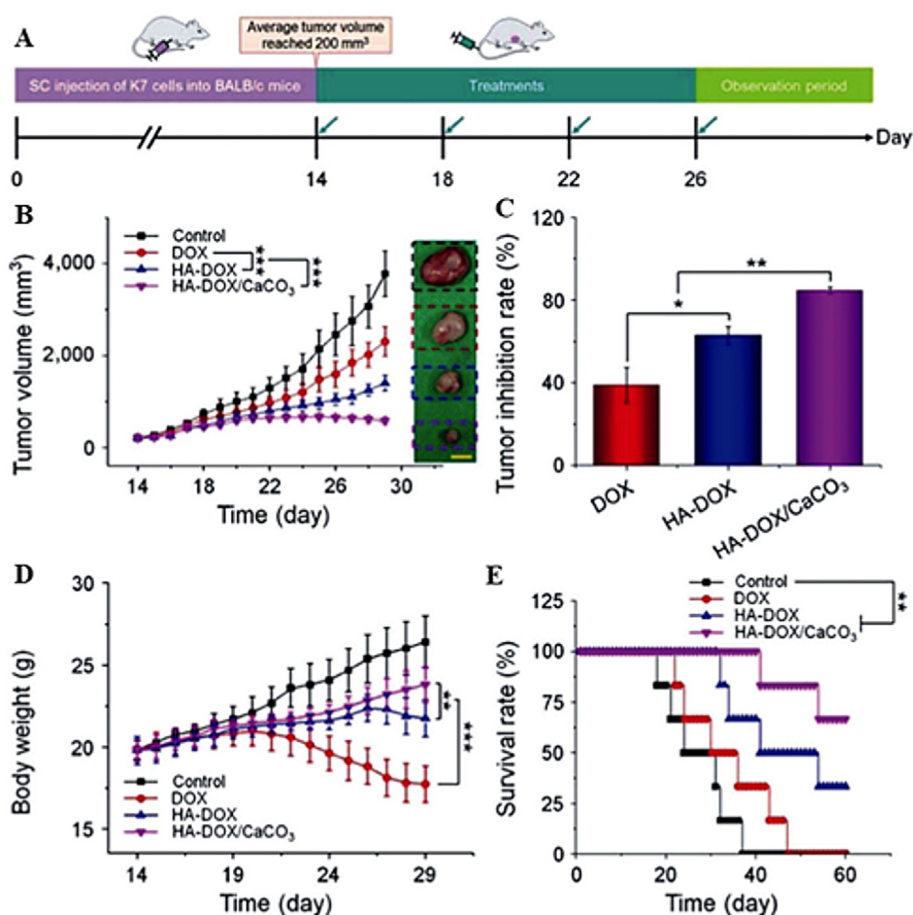 A
Average tumor volume
reached 200 mm³
SC injection of K7 cells into BALB/c mice
Treatments
Observation period
Day
0
14
18
22
26
B
Control
DOX
HA-DOX
HA-DOX/CaCO₃
***
***
4,000
2,000
0
Tumor volume (mm³)
14
18
22
26
30
Time (day)
C
120
80
40
0
Tumor inhibition rate (%)
*
**
DOX
HA-DOX
HA-DOX/CaCO₃
D
30
25
20
15
Body weight (g)
**
***
Control
DOX
HA-DOX
HA-DOX/CaCO₃
14
19
24
29
Time (day)
E
Control
DOX
HA-DOX
HA-DOX/CaCO₃
**
125
100
75
50
25
0
Survival rate (%)
0
20
40
60
Time (day)